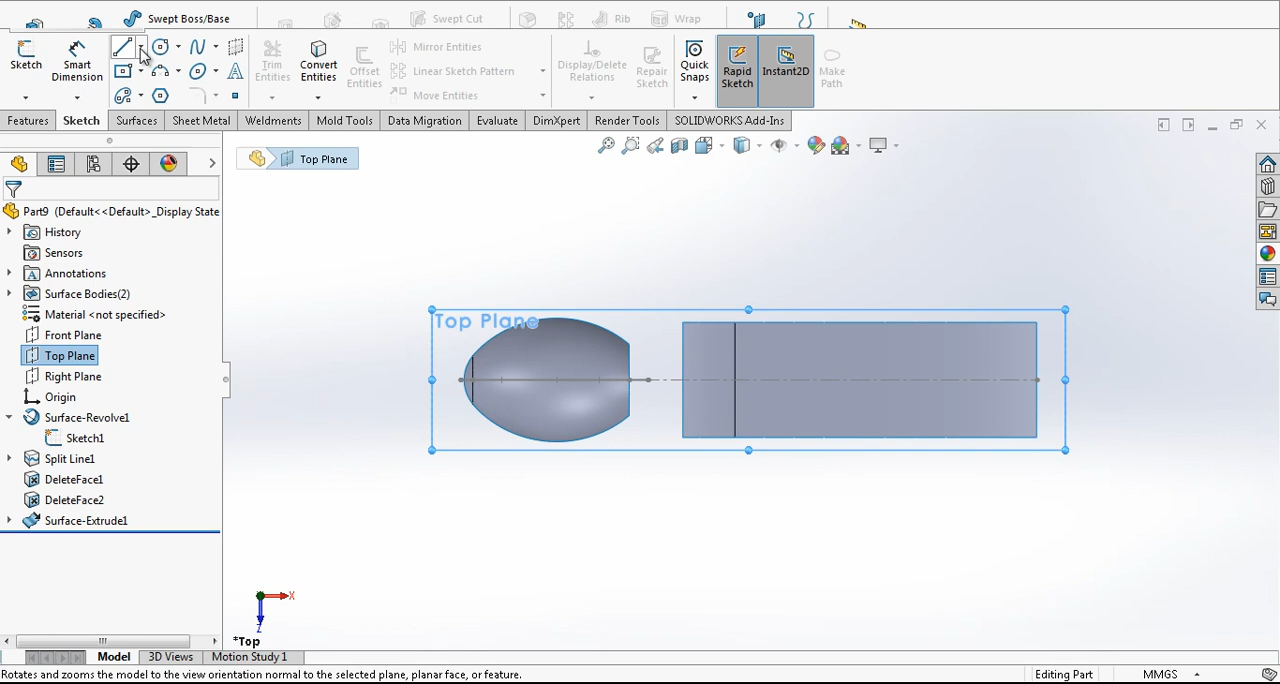 Swept Boss/Base
Swept Cut
Rib
Wrap
Sketch
Smart Dimension
Trim Entities
Convert Entities
Offset Entities
Mirror Entities
Linear Sketch Pattern
Move Entities
Display/Delete Relations
Repair Sketch
Quick Snaps
Rapid Sketch
Instant2D
Make Path
Features
Sketch
Surfaces
Sheet Metal
Weldments
Mold Tools
Data Migration
Evaluate
DimXpert
Render Tools
SOLIDWORKS Add-Ins
Top Plane
Part9 (Default<<Default>_Display State
History
Sensors
Annotations
Surface Bodies(2)
Material <not specified>
Front Plane
Top Plane
Right Plane
Origin
Surface-Revolve1
Sketch1
Split Line1
DeleteFace1
DeleteFace2
Surface-Extrude1
Top Plane
X
Z
*Top
Model
3D Views
Motion Study 1
Rotates and zooms the model to the view orientation normal to the selected plane, planar face, or feature.
Editing Part
MMGS